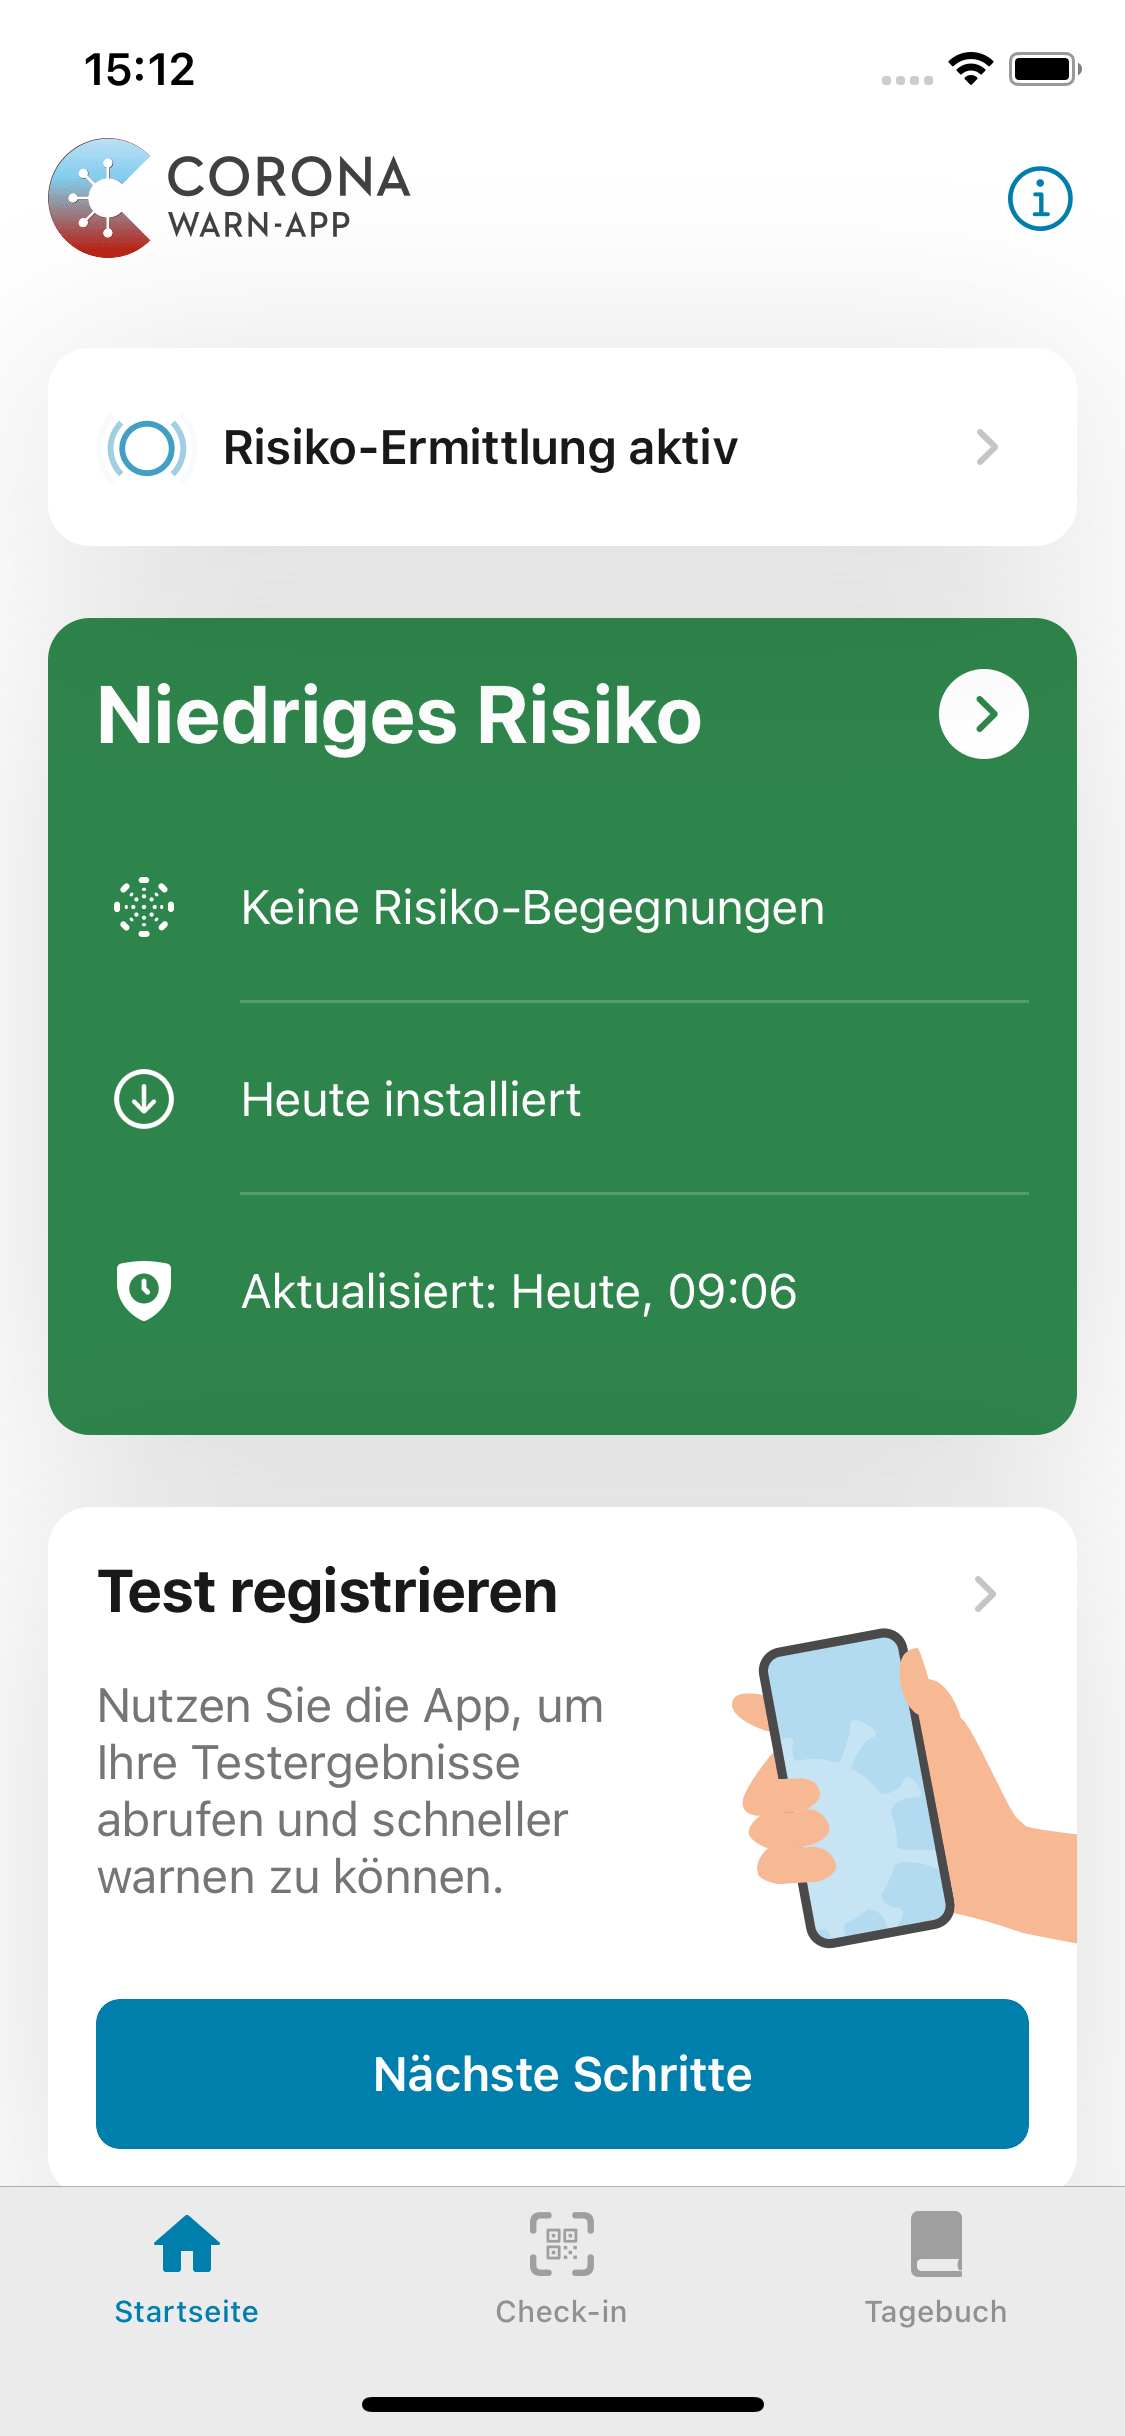 15:12
CORONA
WARN-APP
Risiko-Ermittlung aktiv
Niedriges Risiko
Keine Risiko-Begegnungen
Heute installiert
Aktualisiert: Heute, 09:06
Test registrieren
Nutzen Sie die App, um
Ihre Testergebnisse
abrufen und schneller
warnen zu können.
Nächste Schritte
Startseite
Check-in
Tagebuch